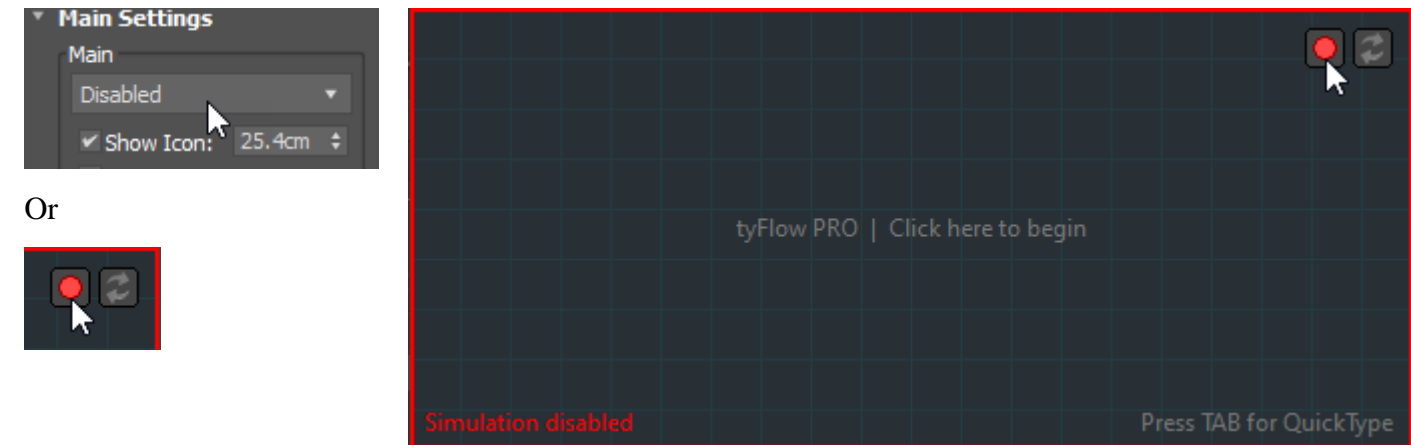 Main Settings
Main
Disabled
Show Icon: 25.4cm
Or
tyFlow PRO | Click here to begin
Simulation disabled
Press TAB for QuickType